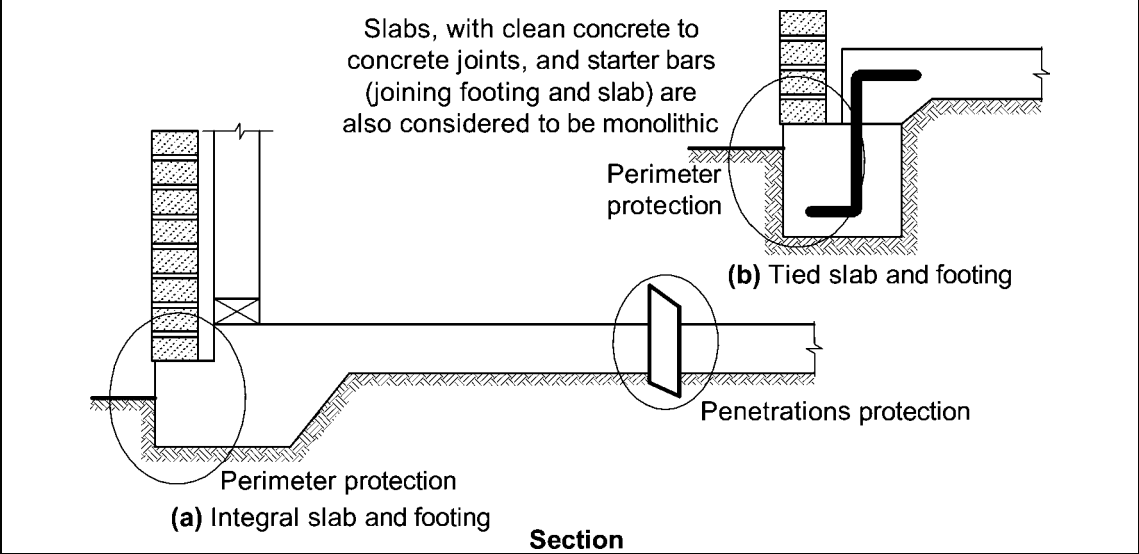 Slabs, with clean concrete to
concrete joints, and starter bars
(joining footing and slab) are
also considered to be monolithic
Perimeter
protection
(b) Tied slab and footing
Penetrations protection
Perimeter protection
(a) Integral slab and footing
Section